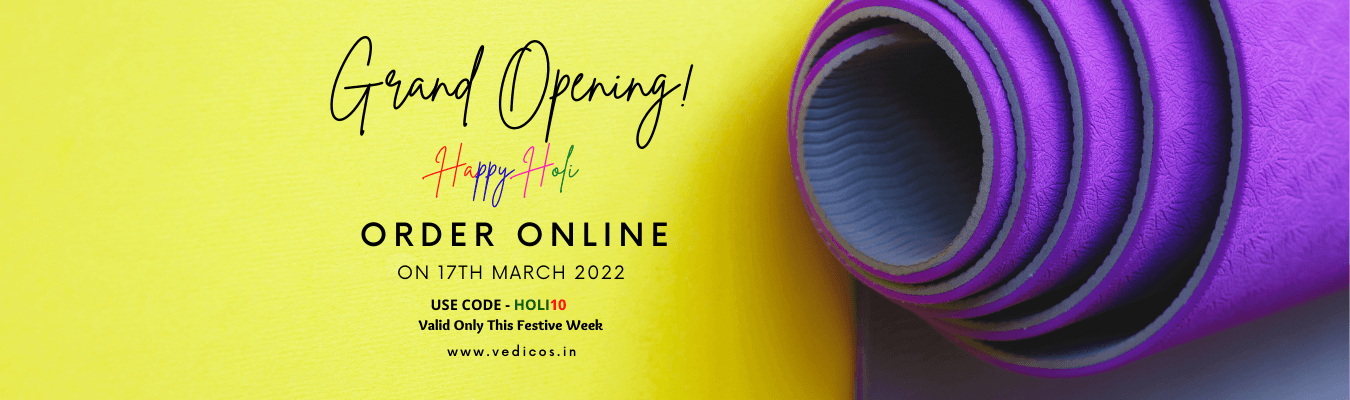 Grand Opening!
Happy Holi
ORDER ONLINE
ON 17TH MARCH 2022
USE CODE - HOLI10
Valid Only This Festive Week
www.vedicos.in